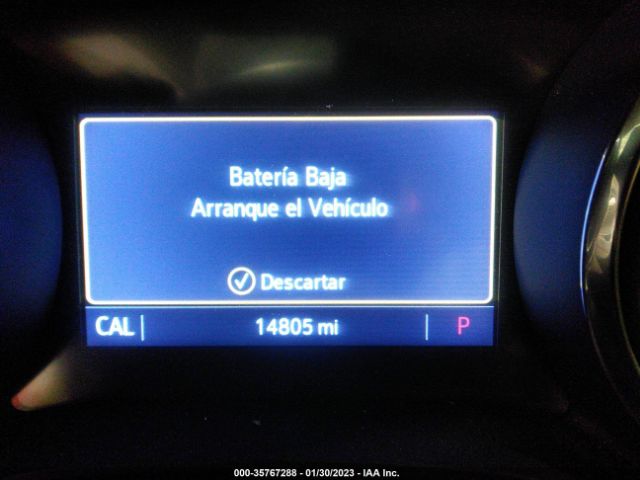 Batería Baja
Arranque el Vehículo
Descartar
CAL 14805 mi P
000-35767288 - 01/30/2023 - IAA Inc.